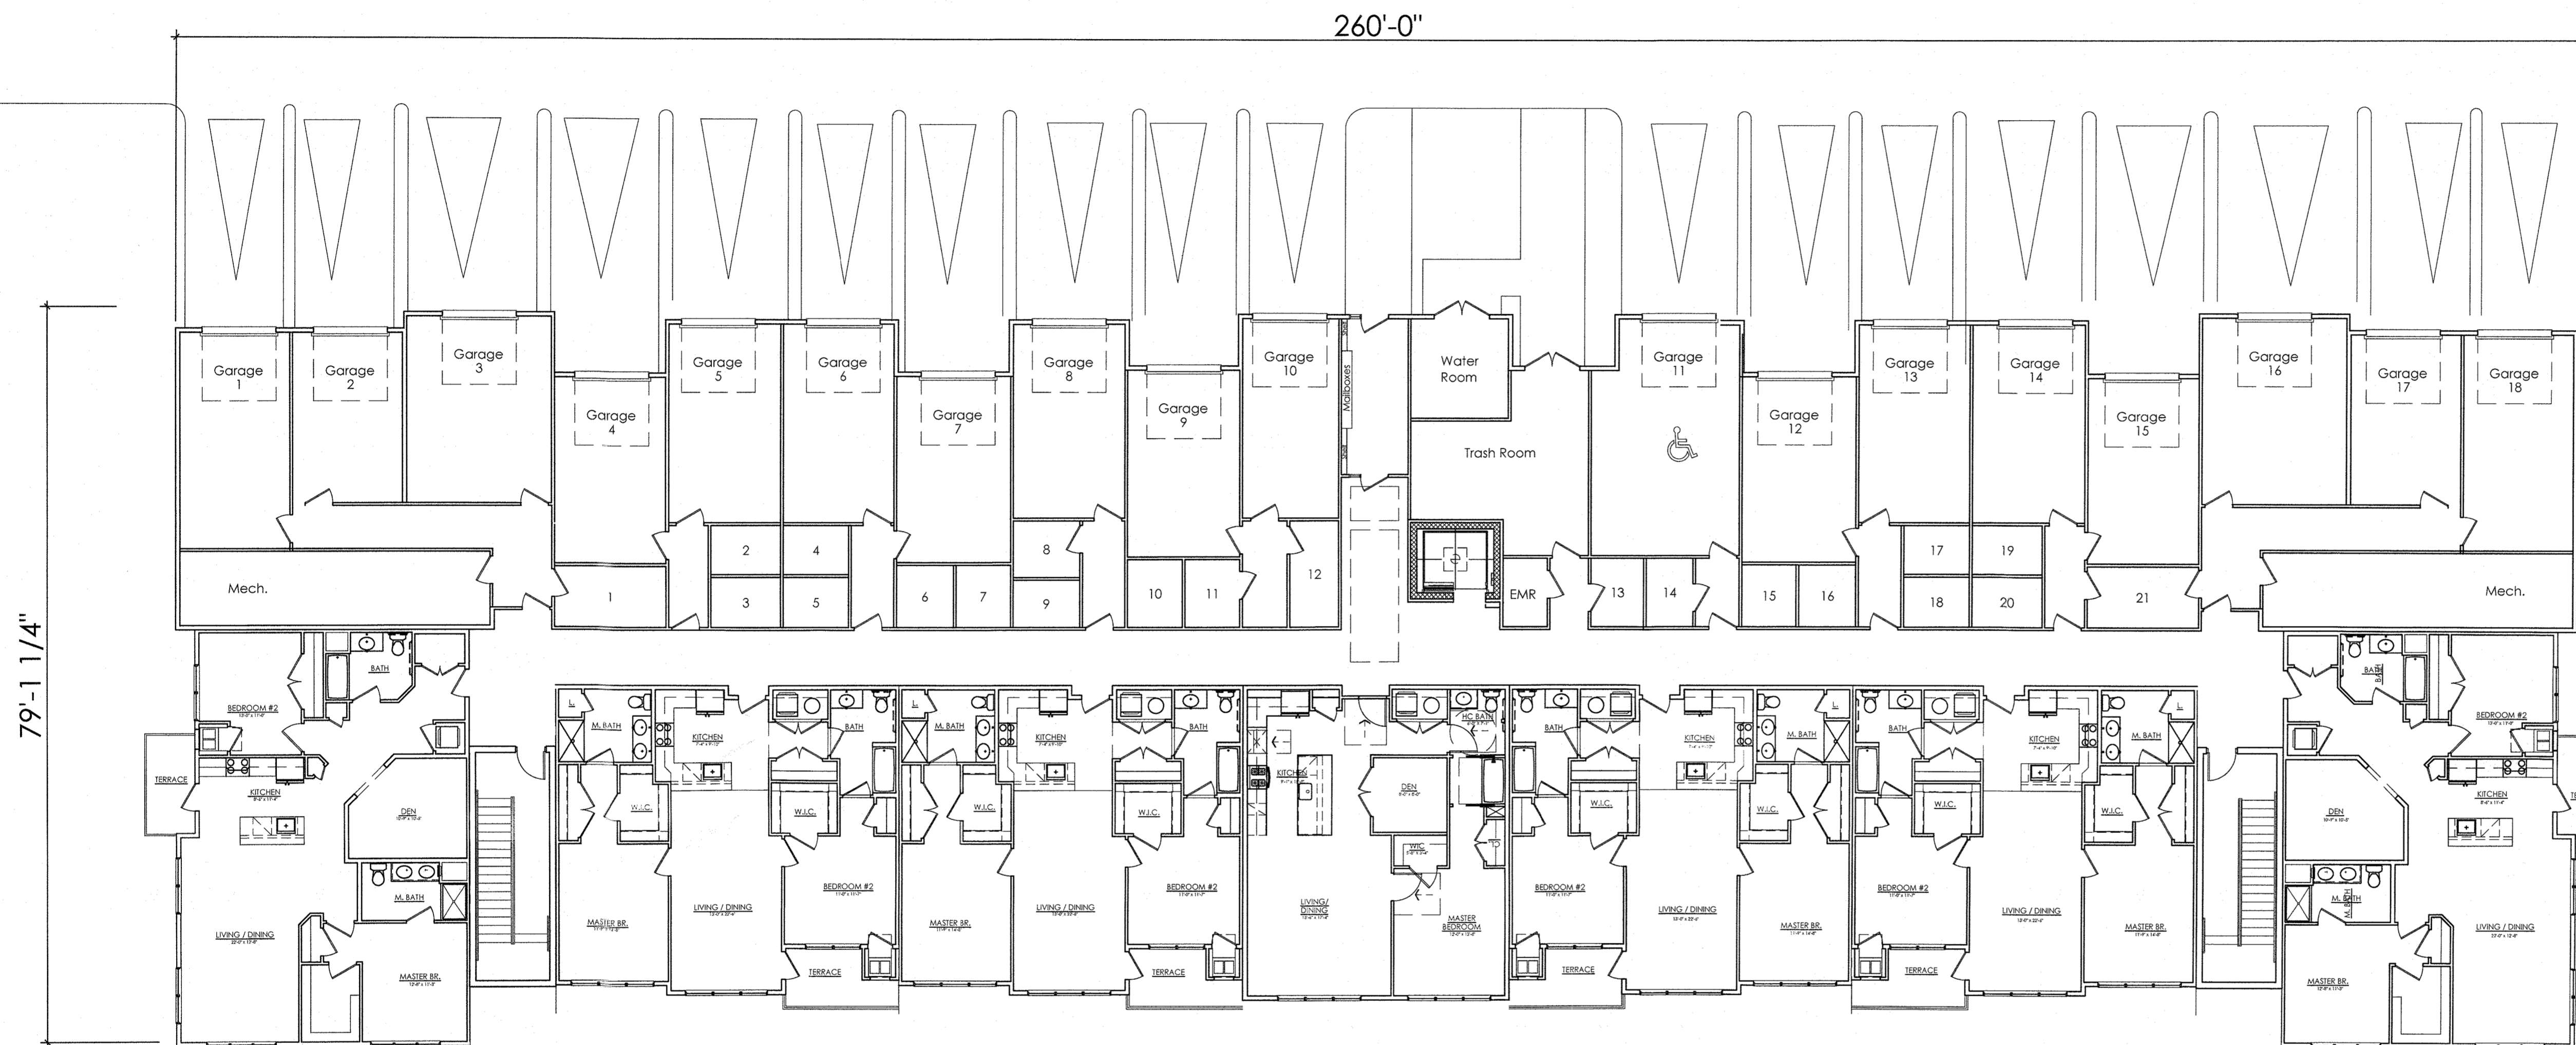 260'-0"
79'-1 1/4"
Garage
1
Garage
2
Garage
3
Garage
4
Garage
5
Garage
6
Garage
7
Garage
8
Garage
9
Garage
10
Mailboxes
Water
Room
Trash Room
Garage
11
Garage
12
Garage
13
Garage
14
Garage
15
Garage
16
Garage
17
Garage
18
Mech.
1
2
3
4
5
6
7
8
9
10
11
12
EMR
13
14
15
16
17
18
19
20
21
Mech.
BEDROOM #2
BATH
TERRACE
KITCHEN
DEN
M. BATH
LIVING / DINING
MASTER BR.
M. BATH
KITCHEN
BATH
W.I.C.
W.I.C.
MASTER BR.
LIVING / DINING
BEDROOM #2
TERRACE
M. BATH
KITCHEN
BATH
W.I.C.
W.I.C.
MASTER BR.
LIVING / DINING
BEDROOM #2
TERRACE
KITCHEN
HC BATH
DEN
WIC
LIVING/
DINING
MASTER
BEDROOM
BATH
KITCHEN
M. BATH
W.I.C.
W.I.C.
BEDROOM #2
LIVING / DINING
MASTER BR.
TERRACE
BATH
KITCHEN
M. BATH
W.I.C.
W.I.C.
BEDROOM #2
LIVING / DINING
MASTER BR.
TERRACE
BATH
BEDROOM #2
KITCHEN
DEN
M. BATH
LIVING / DINING
MASTER BR.